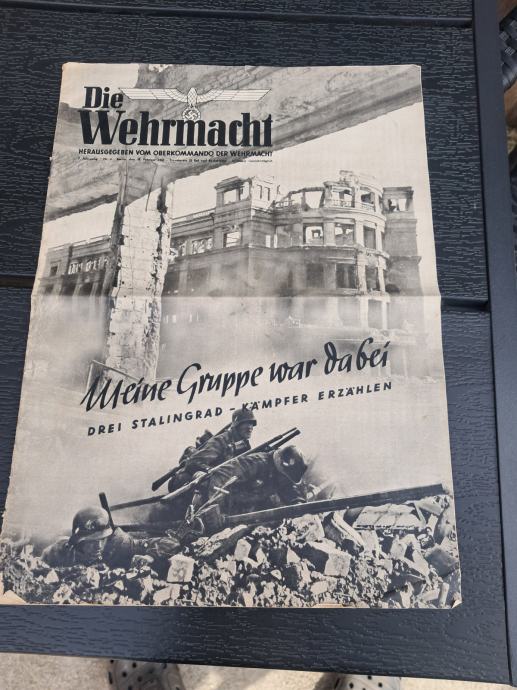 Die
Wehrmacht
HERAUSGEGEBEN VOM OBERKOMMANDO DER WEHRMACHT
Meine Gruppe war dabei
DREI STALINGRAD-KÄMPFER ERZÄHLEN